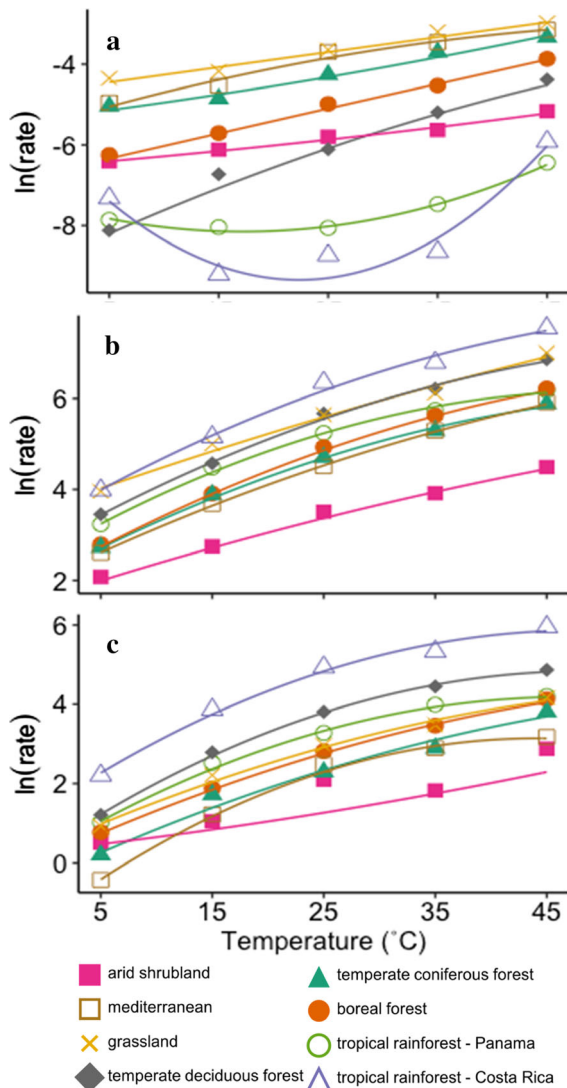 a
-4
-6
-8
ln(rate)
b
6
4
2
ln(rate)
c
6
4
2
0
ln(rate)
5 15 25 35 45
Temperature (°C)
arid shrubland
temperate coniferous forest
mediterranean
boreal forest
grassland
tropical rainforest - Panama
temperate deciduous forest
tropical rainforest - Costa Rica